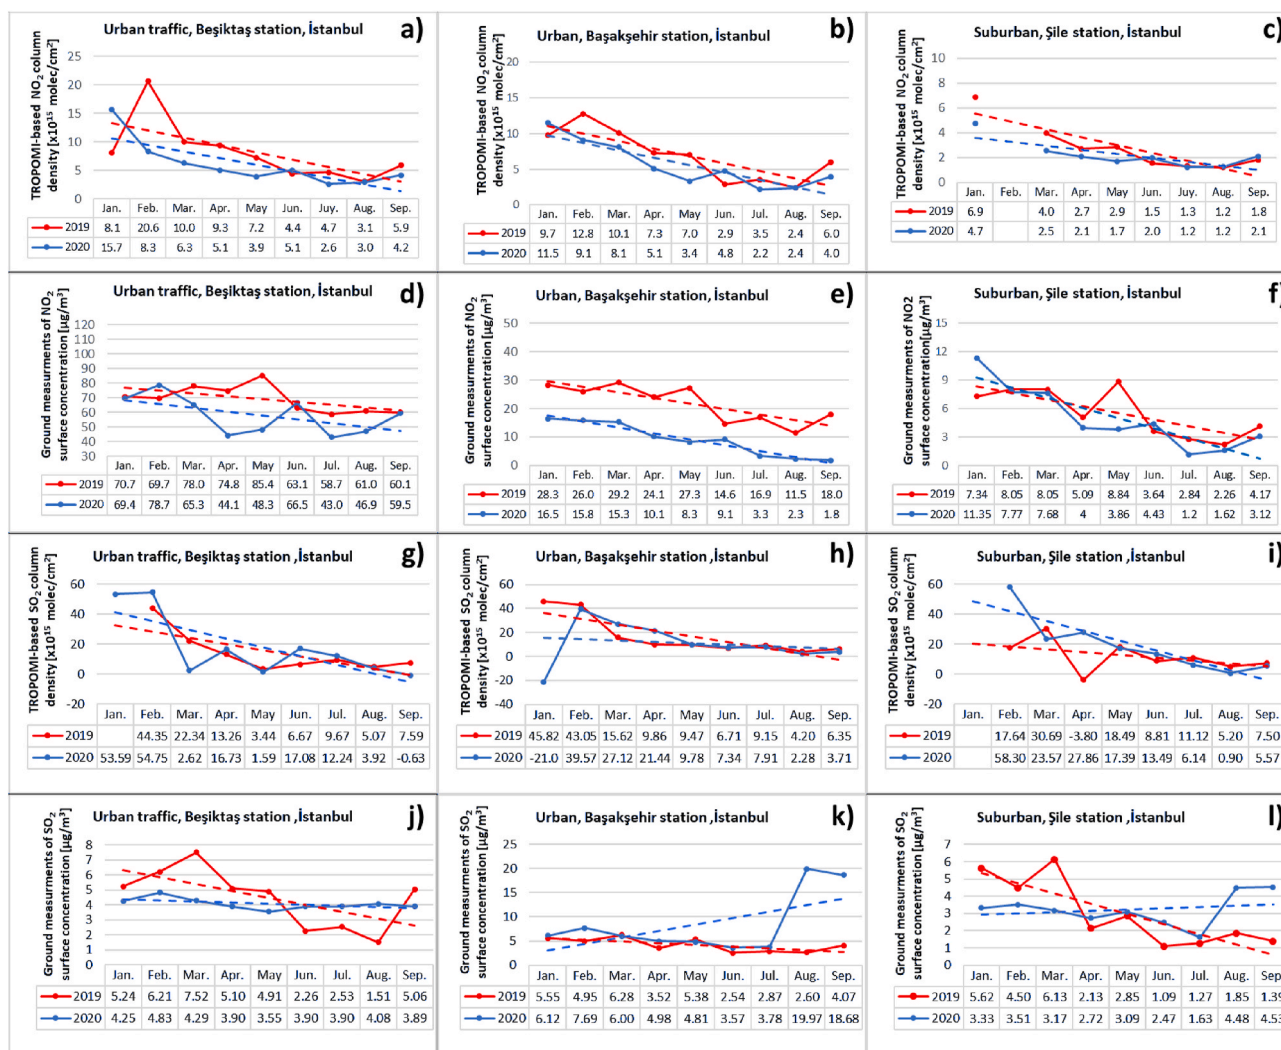 Urban traffic, Beşiktaş station, İstanbul a)
TROPOMI-based NO2 column
density [x10¹⁵ molec/cm²]
25
20
15
10
5
0
Jan. Feb. Mar. Apr. May Jun. Juy. Aug. Sep.
2019 8.1 20.6 10.0 9.3 7.2 4.4 4.7 3.1 5.9
2020 15.7 8.3 6.3 5.1 3.9 5.1 2.6 3.0 4.2
Urban, Başakşehir station, İstanbul b)
TROPOMI-based NO2 column
density [x10¹⁵ molec/cm²]
20
15
10
5
0
Jan. Feb. Mar. Apr. May Jun. Jul. Aug. Sep.
2019 9.7 12.8 10.1 7.3 7.0 2.9 3.5 2.4 6.0
2020 11.5 9.1 8.1 5.1 3.4 4.8 2.2 2.4 4.0
Suburban, Şile station, İstanbul c)
TROPOMI-based NO2 column
density [x10¹⁵ molec/cm²]
10
8
6
4
2
0
Jan. Feb. Mar. Apr. May Jun. Jul. Aug. Sep.
2019 6.9 4.0 2.7 2.9 1.5 1.3 1.2 1.8
2020 4.7 2.5 2.1 1.7 2.0 1.2 1.2 2.1
Urban traffic, Beşiktaş station, İstanbul d)
Ground measurments of NO2
surface concentration [µg/m³]
120
110
100
90
80
70
60
50
40
30
Jan. Feb. Mar. Apr. May Jun. Jul. Aug. Sep.
2019 70.7 69.7 78.0 74.8 85.4 63.1 58.7 61.0 60.1
2020 69.4 78.7 65.3 44.1 48.3 66.5 43.0 46.9 59.5
Urban, Başakşehir station, İstanbul e)
Ground measurments of NO2
surface concentration [µg/m³]
50
40
30
20
10
0
Jan. Feb. Mar. Apr. May Jun. Jul. Aug. Sep.
2019 28.3 26.0 29.2 24.1 27.3 14.6 16.9 11.5 18.0
2020 16.5 15.8 15.3 10.1 8.3 9.1 3.3 2.3 1.8
Suburban, Şile station, İstanbul f)
Ground measures of NO2
surface concentration [µg/m³]
15
12
9
6
3
0
Jan. Feb. Mar. Apr. May Jun. Jul. Aug. Sep.
2019 7.34 8.05 8.05 5.09 8.84 3.64 2.84 2.26 4.17
2020 11.35 7.77 7.68 4 3.86 4.43 1.2 1.62 3.12
Urban traffic, Beşiktaş station ,İstanbul g)
TROPOMI-based SO2 column
density [x10¹⁵ molec/cm²]
60
40
20
0
-20
Jan. Feb. Mar. Apr. May Jun. Jul. Aug. Sep.
2019 44.35 22.34 13.26 3.44 6.67 9.67 5.07 7.59
2020 53.59 54.75 2.62 16.73 1.59 17.08 12.24 3.92 -0.63
Urban, Başakşehir station ,İstanbul h)
TROPOMI-based SO2 column
density [x10¹⁵ molec/cm²]
60
40
20
0
-20
-40
Jan. Feb. Mar. Apr. May Jun. Jul. Aug. Sep.
2019 45.82 43.05 15.62 9.86 9.47 6.71 9.15 4.20 6.35
2020 -21.0 39.57 27.12 21.44 9.78 7.34 7.91 2.28 3.71
Suburban, Şile station ,İstanbul i)
TROPOMI-based SO2 column
density [x10¹⁵ molec/cm²]
60
40
20
0
-20
Jan. Feb. Mar. Apr. May Jun. Jul. Aug. Sep.
2019 17.64 30.69 -3.80 18.49 8.81 11.12 5.20 7.50
2020 58.30 23.57 27.86 17.39 13.49 6.14 0.90 5.57
Urban traffic, Beşiktaş station ,İstanbul j)
Ground measurments of SO2
surface concentration [µg/m³]
8
7
6
5
4
3
2
1
0
Jan. Feb. Mar. Apr. May Jun. Jul. Aug. Sep.
2019 5.24 6.21 7.52 5.10 4.91 2.26 2.53 1.51 5.06
2020 4.25 4.83 4.29 3.90 3.55 3.90 3.90 4.08 3.89
Urban, Başakşehir station ,İstanbul k)
Ground measurments of SO2
surface concentration [µg/m³]
25
20
15
10
5
0
Jan. Feb. Mar. Apr. May Jun. Jul. Aug. Sep.
2019 5.55 4.95 6.28 3.52 5.38 2.54 2.87 2.60 4.07
2020 6.12 7.69 6.00 4.98 4.81 3.57 3.78 19.97 18.68
Suburban, Şile station ,İstanbul l)
Ground measurments of SO2
surface concentration [µg/m³]
7
6
5
4
3
2
1
0
Jan. Feb. Mar. Apr. May Jun. Jul. Aug. Sep.
2019 5.62 4.50 6.13 2.13 2.85 1.09 1.27 1.85 1.39
2020 3.33 3.51 3.17 2.72 3.09 2.47 1.63 4.48 4.53